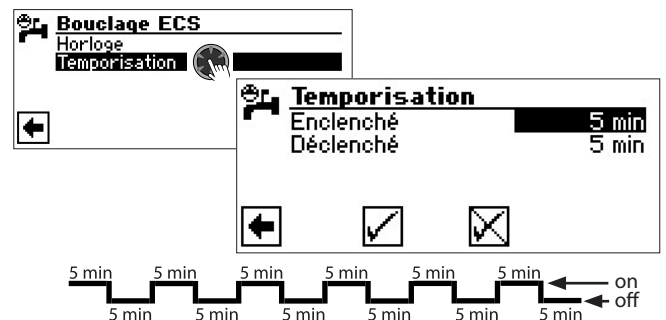 Bouclage ECS
Horloge
Temporisation
Temporisation
Enclenché 5 min
Déclenché 5 min
5 min 5 min 5 min 5 min 5 min 5 min on
off
5 min 5 min 5 min 5 min 5 min 5 min